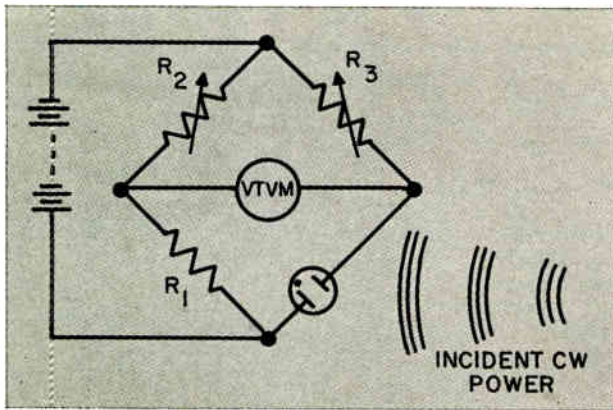 R2
R3
VTVM
R1
INCIDENT CW
POWER